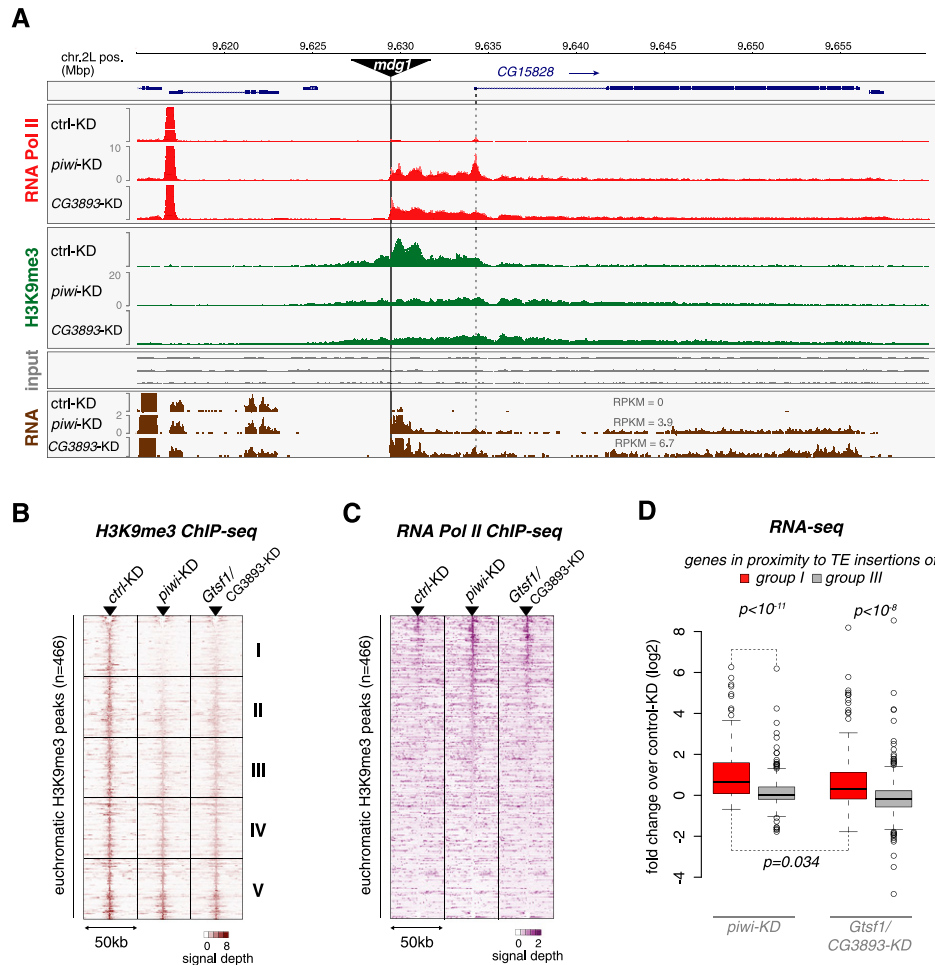 A
chr.2L pos.
(Mbp)
9.620 9.625 9.630 9.635 9.640 9.645 9.650 9.655
mdg1
CG15828
RNA Pol II
ctrl-KD
10
piwi-KD
0
CG3893-KD
H3K9me3
ctrl-KD
20
piwi-KD
0
CG3893-KD
input
RNA
ctrl-KD
RPKM = 0
2
piwi-KD
RPKM = 3.9
0
CG3893-KD
RPKM = 6.7
B
H3K9me3 ChIP-seq
ctrl-KD
piwi-KD
Gtsf1/
CG3893-KD
euchromatic H3K9me3 peaks (n=466)
I
II
III
IV
V
50kb
0 8
signal depth
C
RNA Pol II ChIP-seq
ctrl-KD
piwi-KD
Gtsf1/
CG3893-KD
euchromatic H3K9me3 peaks (n=466)
50kb
0 2
signal depth
D
RNA-seq
genes in proximity to TE insertions of
group I group III
p<10-11 p<10-8
fold change over control-KD (log2)
8
6
4
2
0
-2
-4
p=0.034
piwi-KD
Gtsf1/
CG3893-KD